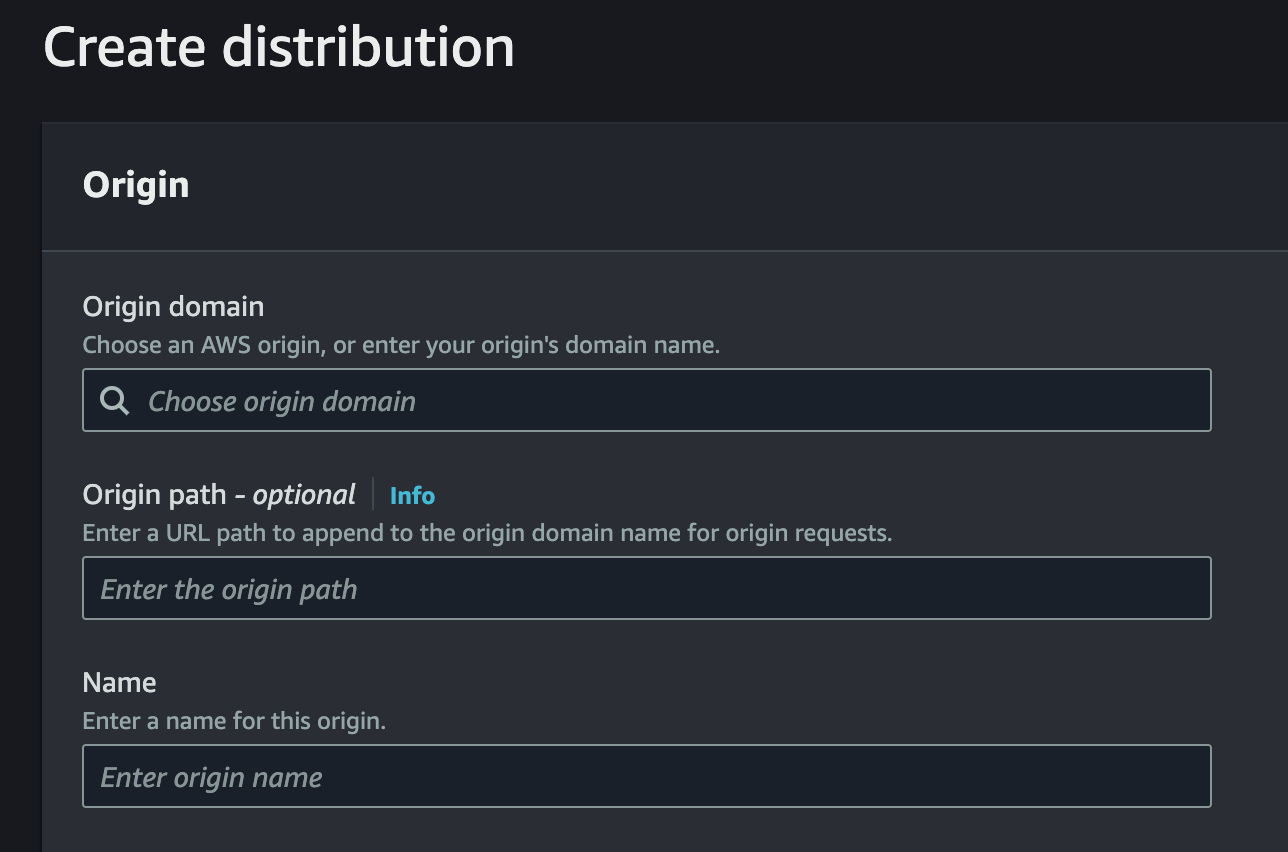 Create distribution
Origin
Origin domain
Choose an AWS origin, or enter your origin's domain name.
Choose origin domain
Origin path - optional Info
Enter a URL path to append to the origin domain name for origin requests.
Enter the origin path
Name
Enter a name for this origin.
Enter origin name